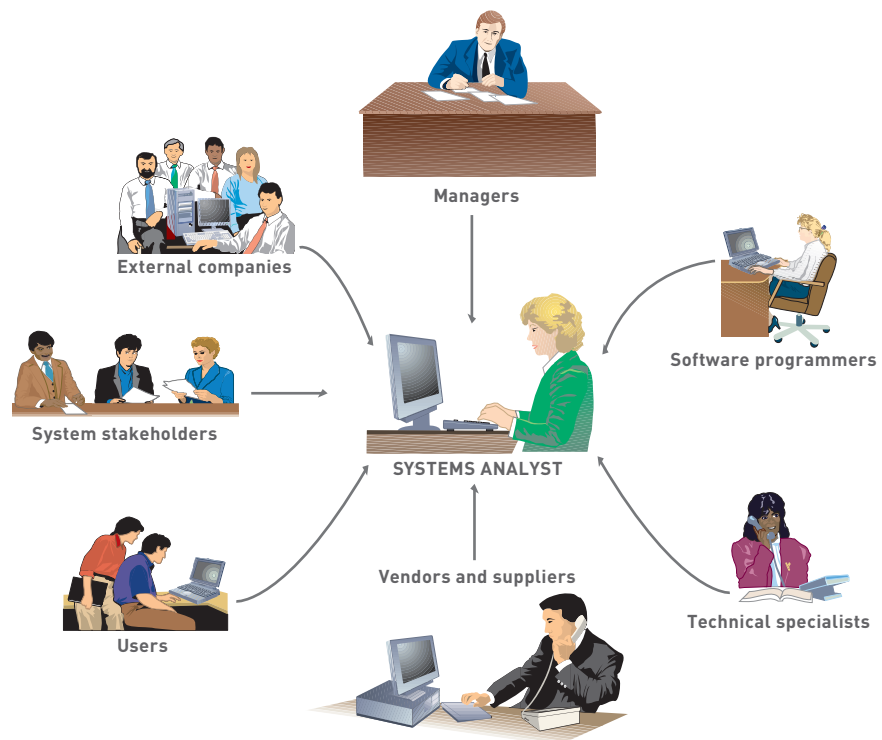 Managers
External companies
Software programmers
System stakeholders
SYSTEMS ANALYST
Vendors and suppliers
Technical specialists
Users